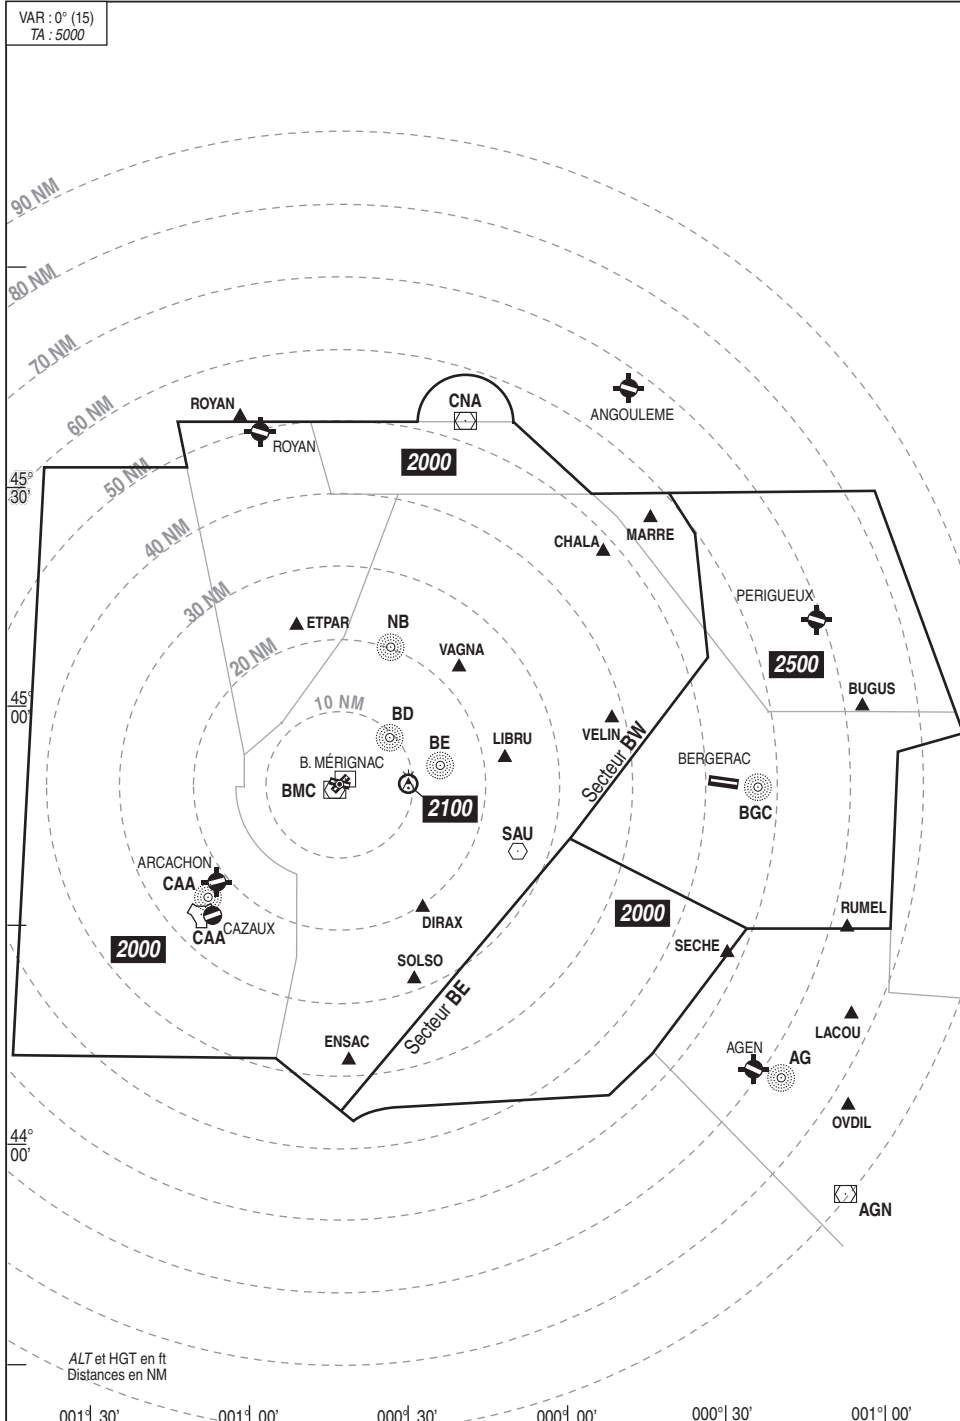 VAR : 0° (15)
TA : 5000
90 NM
80 NM
70 NM
60 NM
50 NM
40 NM
30 NM
20 NM
10 NM
ROYAN
ROYAN
CNA
ANGOULEME
2000
45°
30'
MARRE
CHALA
PERIGUEUX
ETPAR
NB
VAGNA
2500
BUGUS
45°
00'
BD
VELIN
LIBRU
BE
Secteur BW
BERGERAC
B. MÉRIGNAC
BMC
2100
BGC
SAU
ARCACHON
CAA
CAZAUX
CAA
2000
DIRAX
2000
RUMEL
SECHE
SOLSO
Secteur BE
ENSAC
LACOU
AGEN
AG
OVDIL
44°
00'
AGN
ALT et HGT en ft
Distances en NM
001° 30'
001° 00'
000° 30'
000° 00'
000° 30'
001° 00'